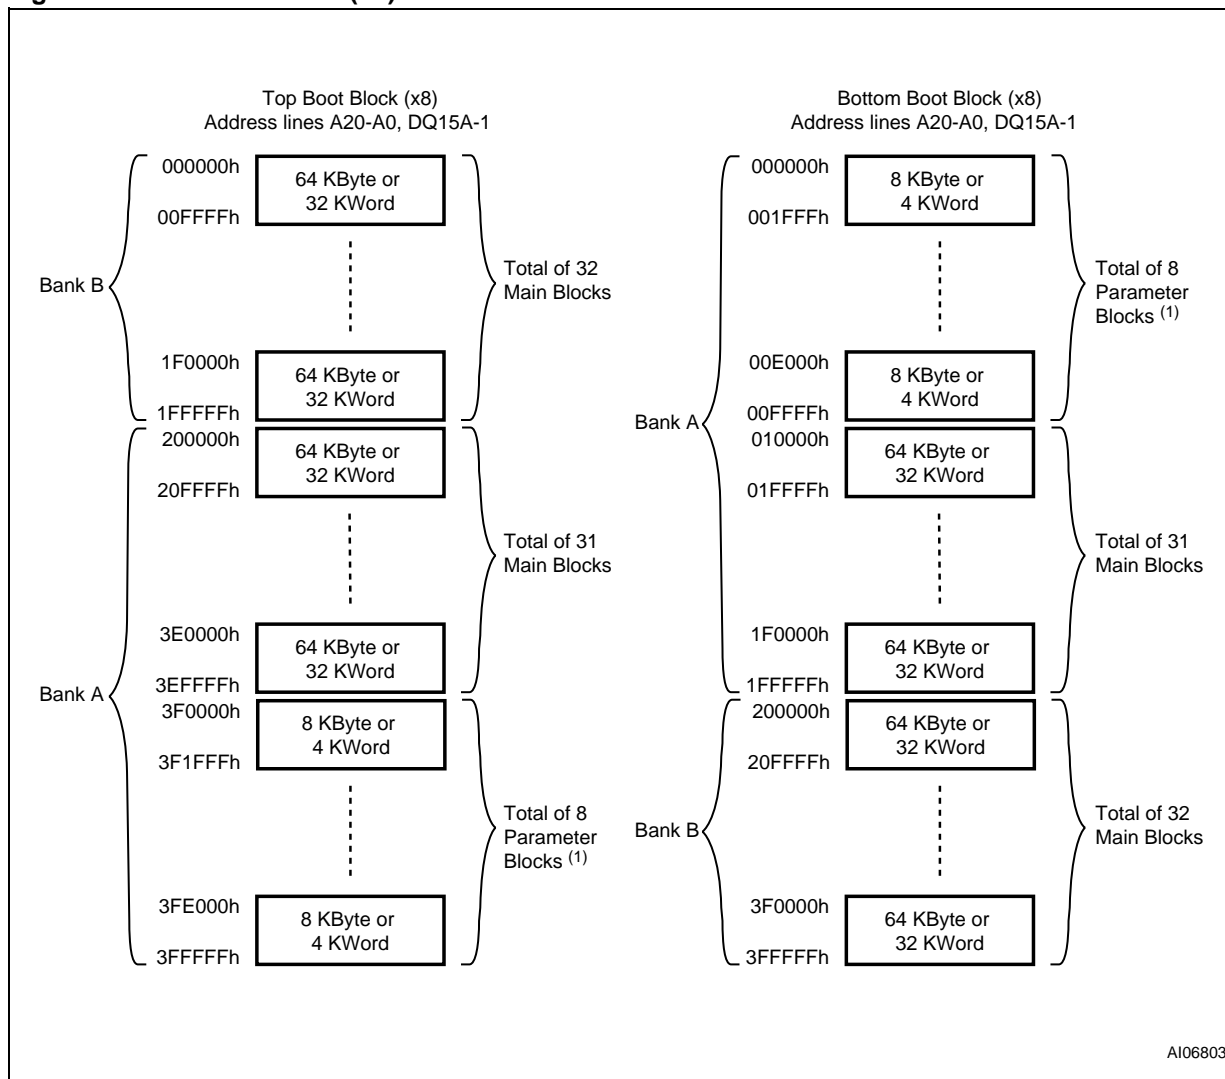 Top Boot Block (x8)
Address lines A20-A0, DQ15A-1
000000h
64 KByte or
32 KWord
00FFFFh
Bank B
Total of 32
Main Blocks
1F0000h
64 KByte or
32 KWord
1FFFFFh
200000h
64 KByte or
32 KWord
20FFFFh
Total of 31
Main Blocks
3E0000h
64 KByte or
32 KWord
3EFFFFh
Bank A
3F0000h
8 KByte or
4 KWord
3F1FFFh
Total of 8
Parameter
Blocks (1)
3FE000h
8 KByte or
4 KWord
3FFFFFh
Bottom Boot Block (x8)
Address lines A20-A0, DQ15A-1
000000h
8 KByte or
4 KWord
001FFFh
Total of 8
Parameter
Blocks (1)
00E000h
8 KByte or
4 KWord
00FFFFh
Bank A
010000h
64 KByte or
32 KWord
01FFFFh
Total of 31
Main Blocks
1F0000h
64 KByte or
32 KWord
1FFFFFh
200000h
64 KByte or
32 KWord
20FFFFh
Bank B
Total of 32
Main Blocks
3F0000h
64 KByte or
32 KWord
3FFFFFh
AI06803